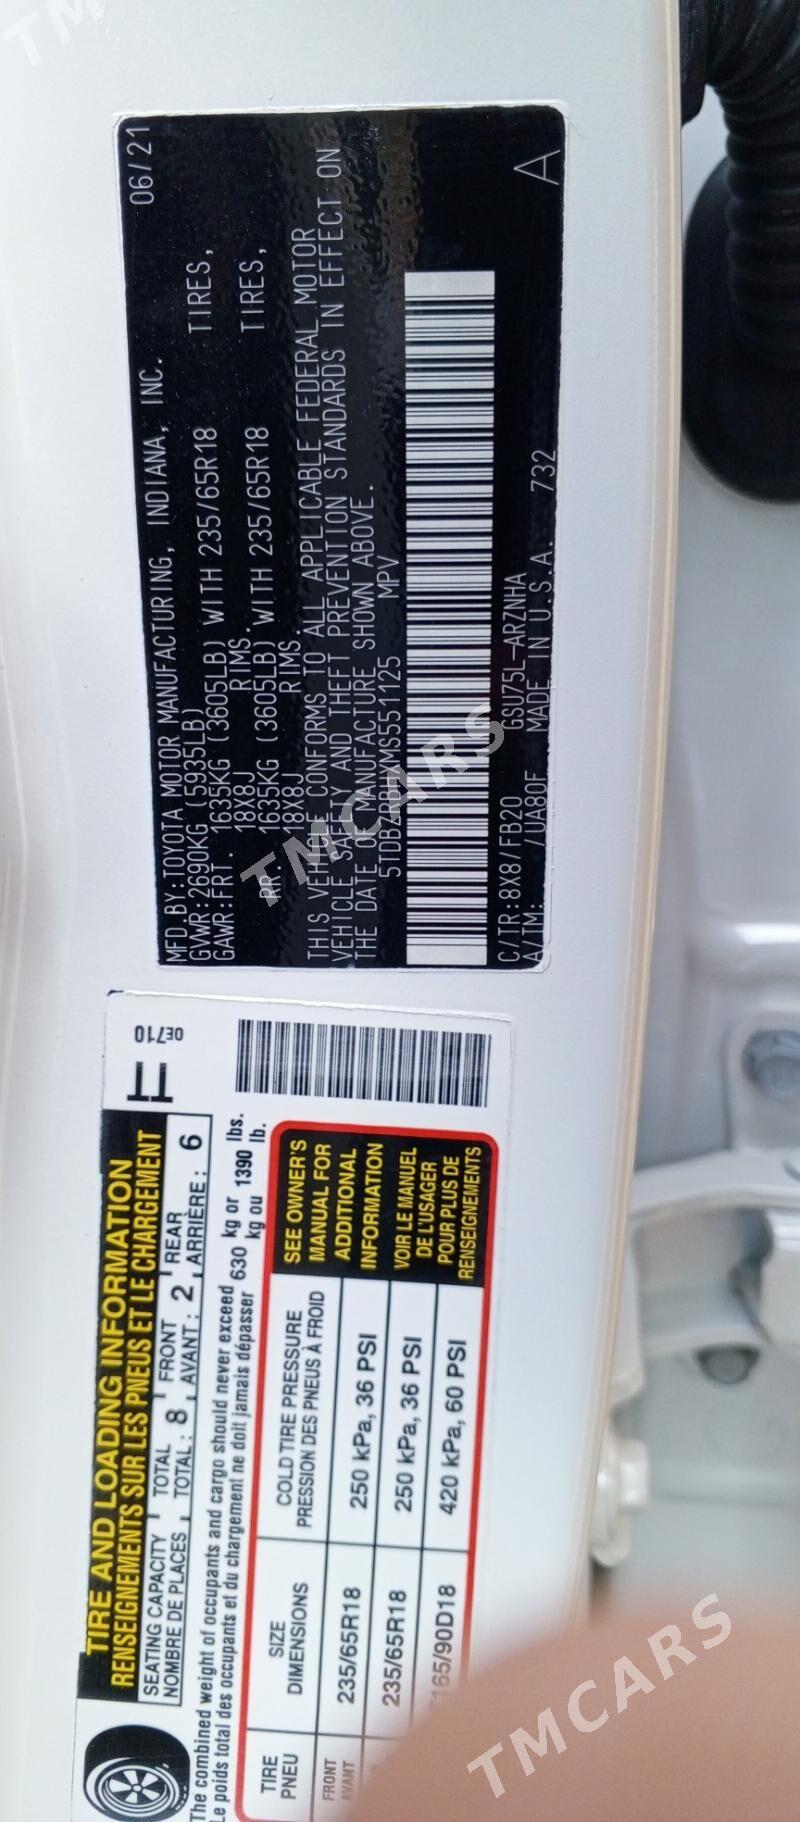 MFD.BY:TOYOTA MOTOR MANUFACTURING, INDIANA, INC. 06/21
GVWR:2690KG (5935LB)
GAWR:FRT. 1635KG (3605LB) WITH 235/65R18 TIRES,
18X8J RIMS.
RR. 1635KG (3605LB) WITH 235/65R18 TIRES,
18X8J RIMS.
THIS VEHICLE CONFORMS TO ALL APPLICABLE FEDERAL MOTOR
VEHICLE SAFETY AND THEFT PREVENTION STANDARDS IN EFFECT ON
THE DATE OF MANUFACTURE SHOWN ABOVE.
MPV
C/TR:8X8/FB20 GSU75L-ARZNHA
A/TM: /UA80F MADE IN U.S.A. 732 A
TIRE AND LOADING INFORMATION
RENSEIGNEMENTS SUR LES PNEUS ET LE CHARGEMENT
0E710
SEATING CAPACITY TOTAL 8 FRONT 2 REAR 6
NOMBRE DE PLACES TOTAL: AVANT: ARRIÈRE:
The combined weight of occupants and cargo should never exceed 630 kg or 1390 lbs.
Le poids total des occupants et du chargement ne doit jamais dépasser kg ou lb.
TIRE SIZE COLD TIRE PRESSURE
PNEU DIMENSIONS PRESSION DES PNEUS À FROID
FRONT
AVANT 235/65R18 250 kPa, 36 PSI
235/65R18 250 kPa, 36 PSI
165/90D18 420 kPa, 60 PSI
SEE OWNER'S
MANUAL FOR
ADDITIONAL
INFORMATION
VOIR LE MANUEL
DE L'USAGER
POUR PLUS DE
RENSEIGNEMENTS
TMCARS
TMCARS